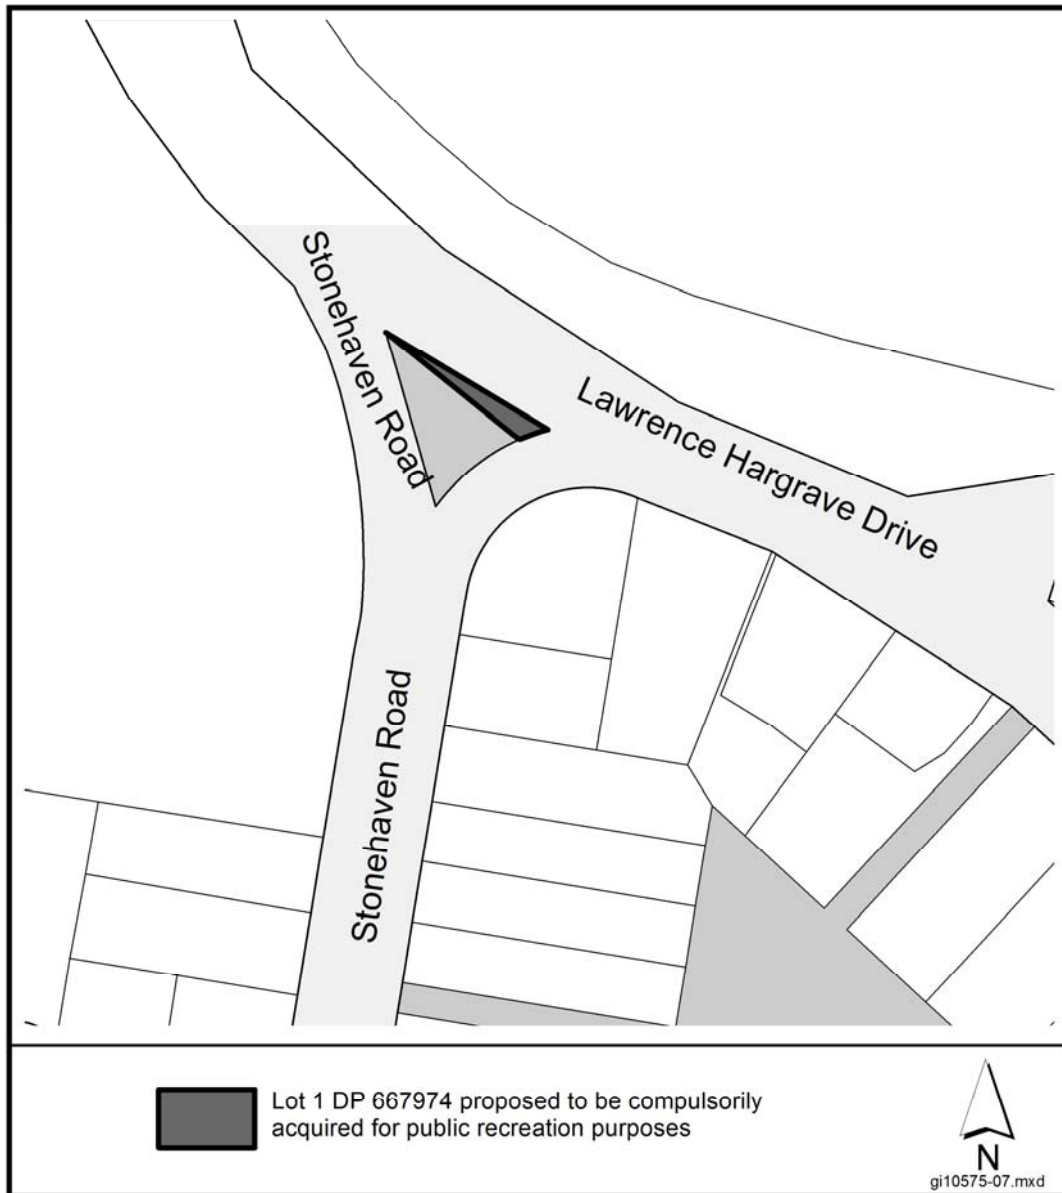 Stonehaven Road
Lawrence Hargrave Drive
Stonehaven Road
Lot 1 DP 667974 proposed to be compulsorily
acquired for public recreation purposes
N
gi10575-07.mxd